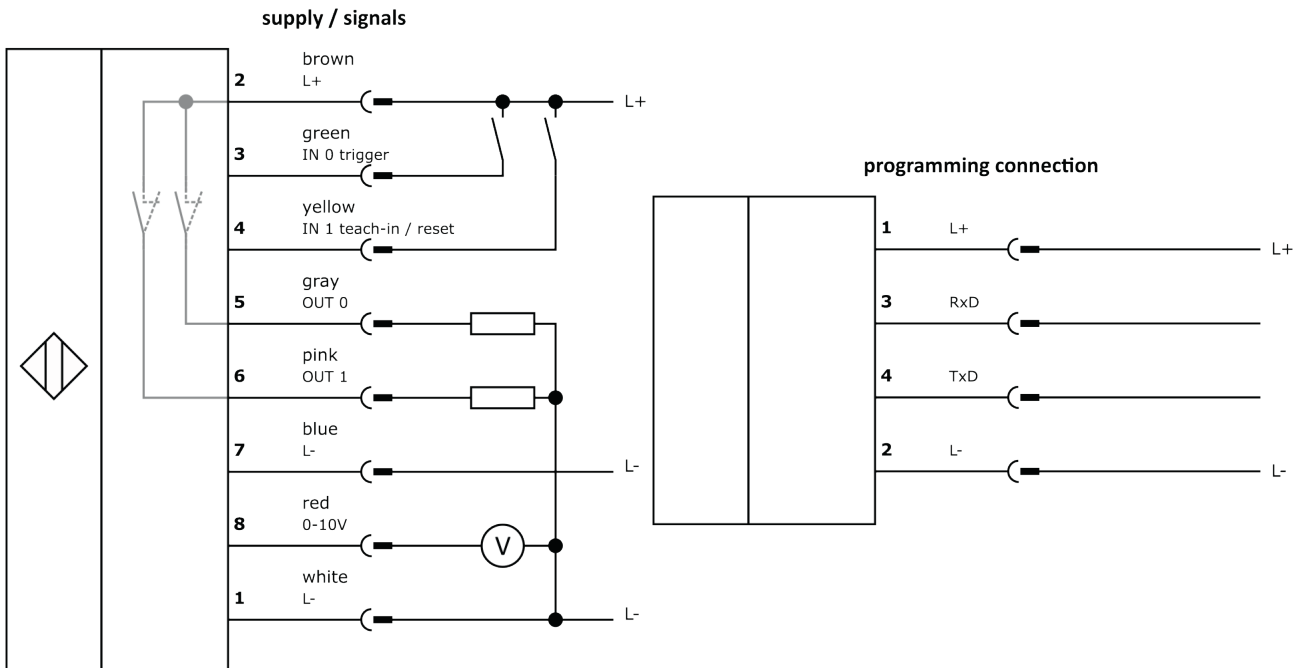 supply / signals
brown
2 L+
L+
green
3 IN 0 trigger
yellow
4 IN 1 teach-in / reset
gray
5 OUT 0
pink
6 OUT 1
blue
7 L-
L-
red
8 0-10V
V
white
1 L-
L-
programming connection
1 L+
L+
3 RxD
4 TxD
2 L-
L-